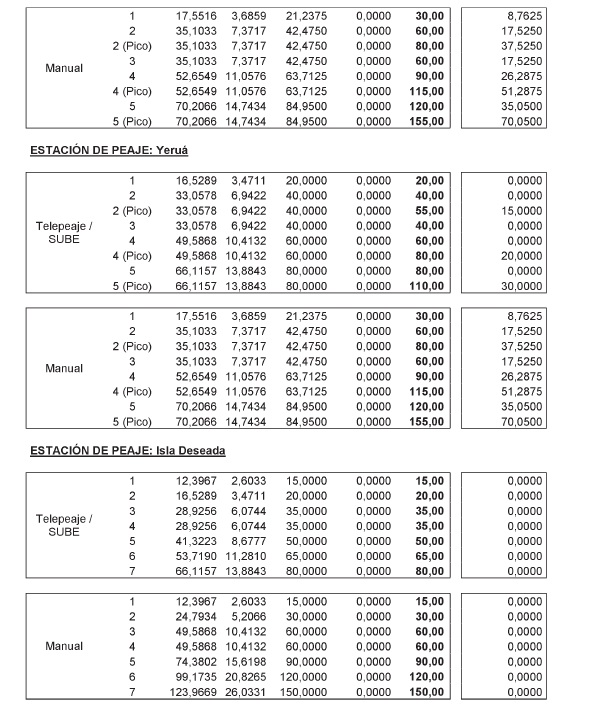 1 17,5516 3,6859 21,2375 0,0000 30,00 8,7625
2 35,1033 7,3717 42,4750 0,0000 60,00 17,5250
2 (Pico) 35,1033 7,3717 42,4750 0,0000 80,00 37,5250
3 35,1033 7,3717 42,4750 0,0000 60,00 17,5250
Manual
4 52,6549 11,0576 63,7125 0,0000 90,00 26,2875
4 (Pico) 52,6549 11,0576 63,7125 0,0000 115,00 51,2875
5 70,2066 14,7434 84,9500 0,0000 120,00 35,0500
5 (Pico) 70,2066 14,7434 84,9500 0,0000 155,00 70,0500
ESTACIÓN DE PEAJE: Yeruá
1 16,5289 3,4711 20,0000 0,0000 20,00 0,0000
2 33,0578 6,9422 40,0000 0,0000 40,00 0,0000
2 (Pico) 33,0578 6,9422 40,0000 0,0000 55,00 15,0000
Telepeaje / 3 33,0578 6,9422 40,0000 0,0000 40,00 0,0000
SUBE 4 49,5868 10,4132 60,0000 0,0000 60,00 0,0000
4 (Pico) 49,5868 10,4132 60,0000 0,0000 80,00 20,0000
5 66,1157 13,8843 80,0000 0,0000 80,00 0,0000
5 (Pico) 66,1157 13,8843 80,0000 0,0000 110,00 30,0000
1 17,5516 3,6859 21,2375 0,0000 30,00 8,7625
2 35,1033 7,3717 42,4750 0,0000 60,00 17,5250
2 (Pico) 35,1033 7,3717 42,4750 0,0000 80,00 37,5250
3 35,1033 7,3717 42,4750 0,0000 60,00 17,5250
Manual
4 52,6549 11,0576 63,7125 0,0000 90,00 26,2875
4 (Pico) 52,6549 11,0576 63,7125 0,0000 115,00 51,2875
5 70,2066 14,7434 84,9500 0,0000 120,00 35,0500
5 (Pico) 70,2066 14,7434 84,9500 0,0000 155,00 70,0500
ESTACIÓN DE PEAJE: Isla Deseada
1 12,3967 2,6033 15,0000 0,0000 15,00 0,0000
2 16,5289 3,4711 20,0000 0,0000 20,00 0,0000
3 28,9256 6,0744 35,0000 0,0000 35,00 0,0000
Telepeaje /
4 28,9256 6,0744 35,0000 0,0000 35,00 0,0000
SUBE
5 41,3223 8,6777 50,0000 0,0000 50,00 0,0000
6 53,7190 11,2810 65,0000 0,0000 65,00 0,0000
7 66,1157 13,8843 80,0000 0,0000 80,00 0,0000
1 12,3967 2,6033 15,0000 0,0000 15,00 0,0000
2 24,7934 5,2066 30,0000 0,0000 30,00 0,0000
3 49,5868 10,4132 60,0000 0,0000 60,00 0,0000
Manual 4 49,5868 10,4132 60,0000 0,0000 60,00 0,0000
5 74,3802 15,6198 90,0000 0,0000 90,00 0,0000
6 99,1735 20,8265 120,0000 0,0000 120,00 0,0000
7 123,9669 26,0331 150,0000 0,0000 150,00 0,0000